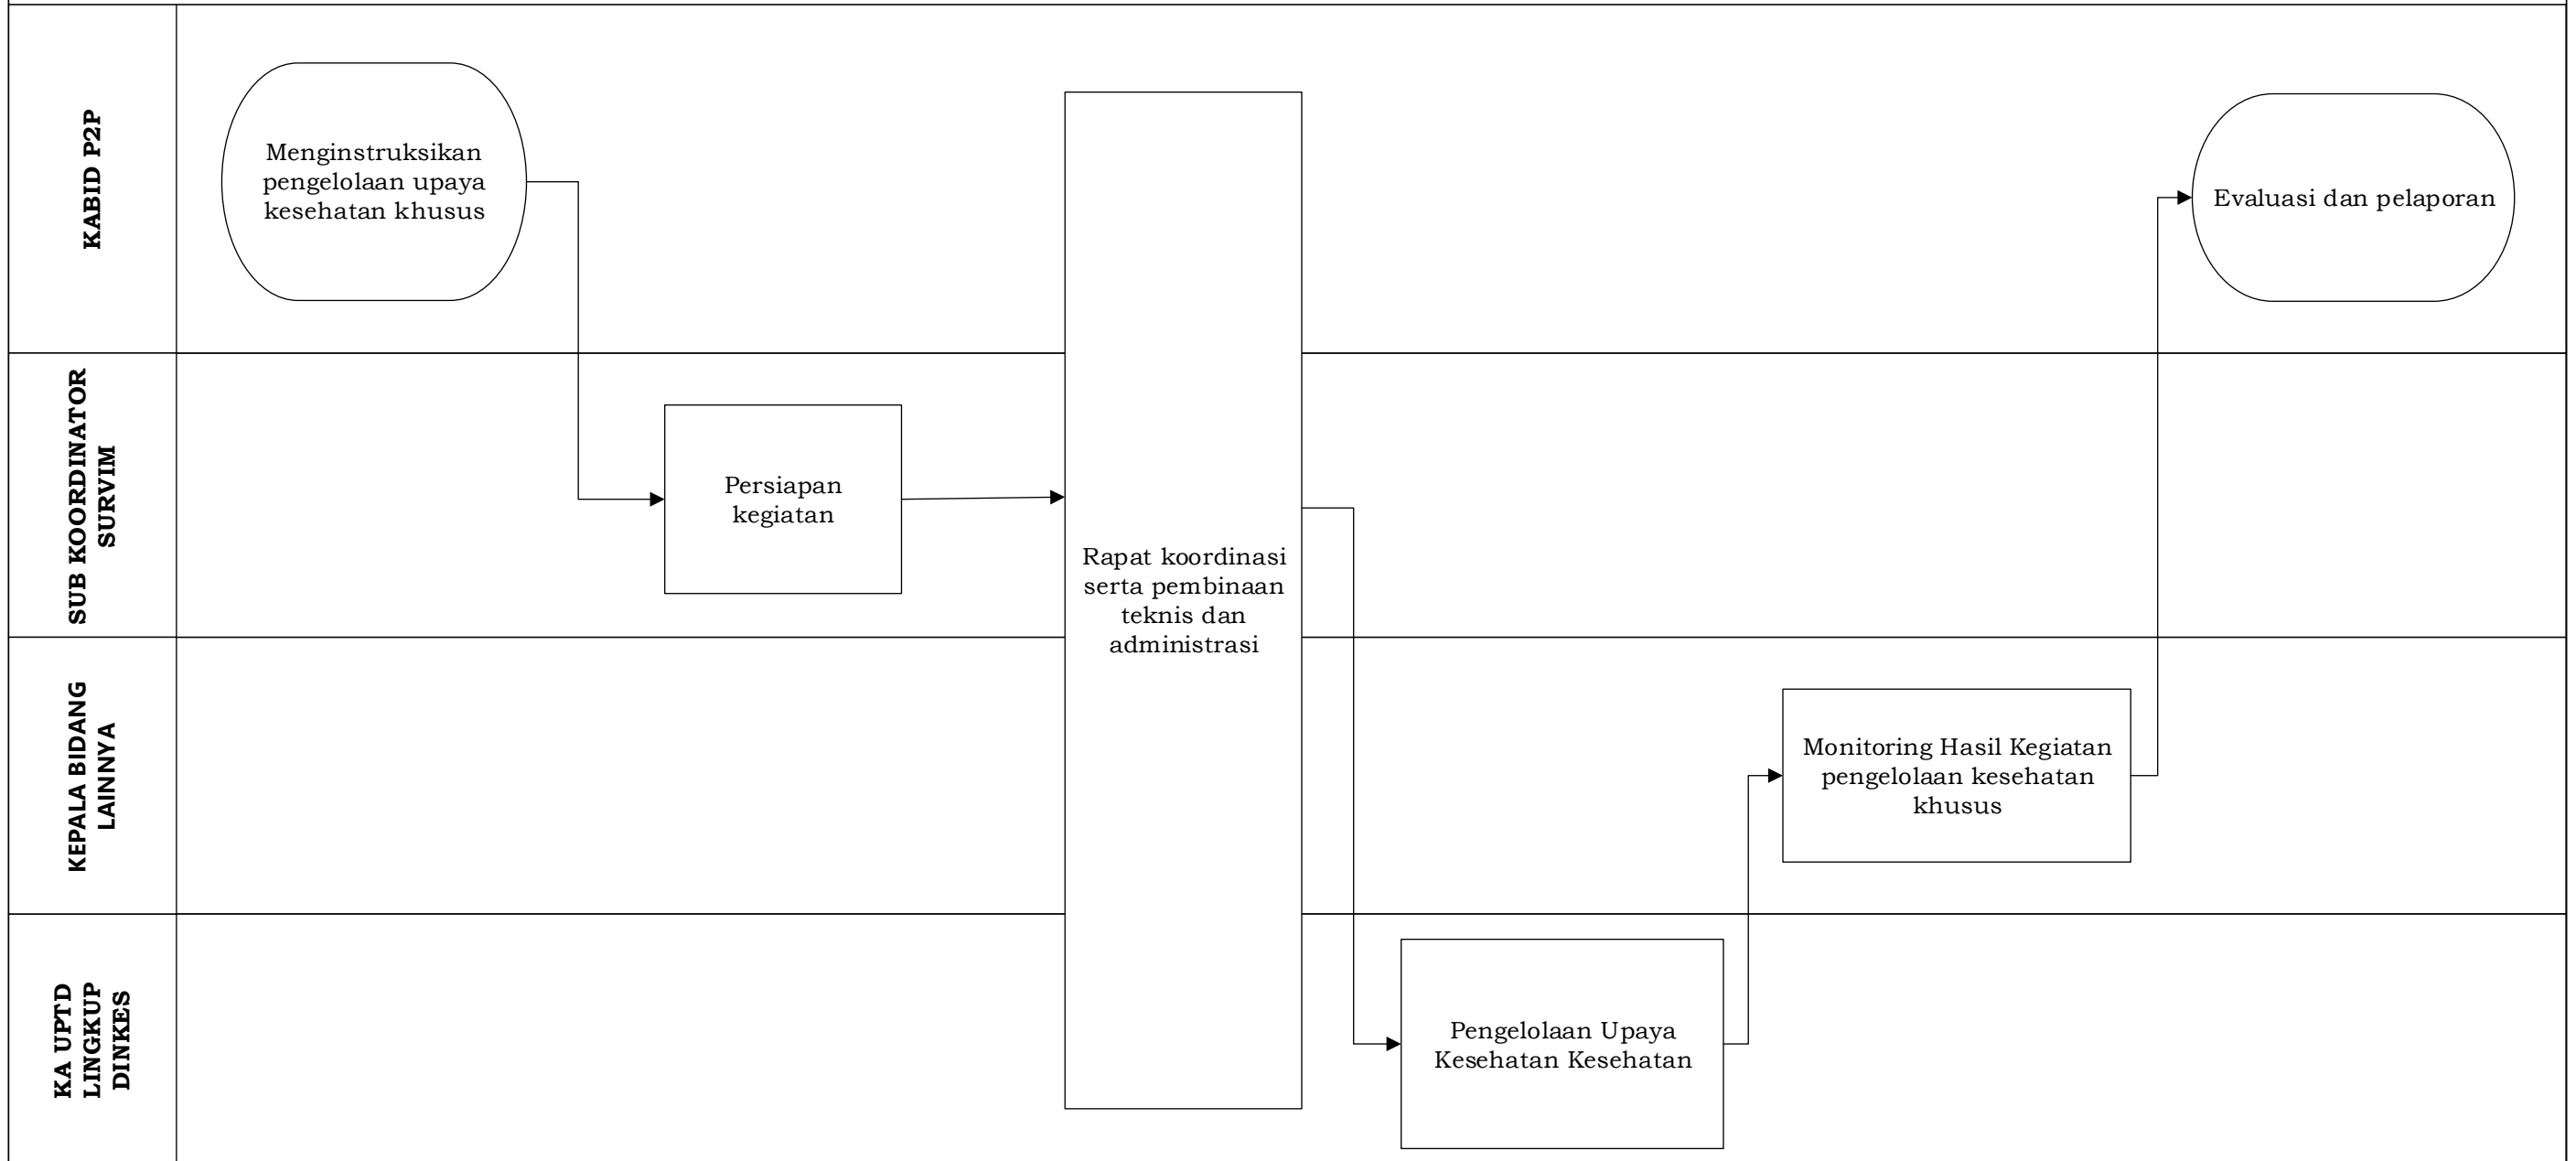 KABID P2P
Menginstruksikan
pengelolaan upaya
kesehatan khusus
Evaluasi dan pelaporan
SUB KOORDINATOR
SURVIM
Persiapan
kegiatan
Rapat koordinasi
serta pembinaan
teknis dan
administrasi
KEPALA BIDANG
LAINNYA
Monitoring Hasil Kegiatan
pengelolaan kesehatan
khusus
KA UPTD
LINGKUP
DINKES
Pengelolaan Upaya
Kesehatan Kesehatan